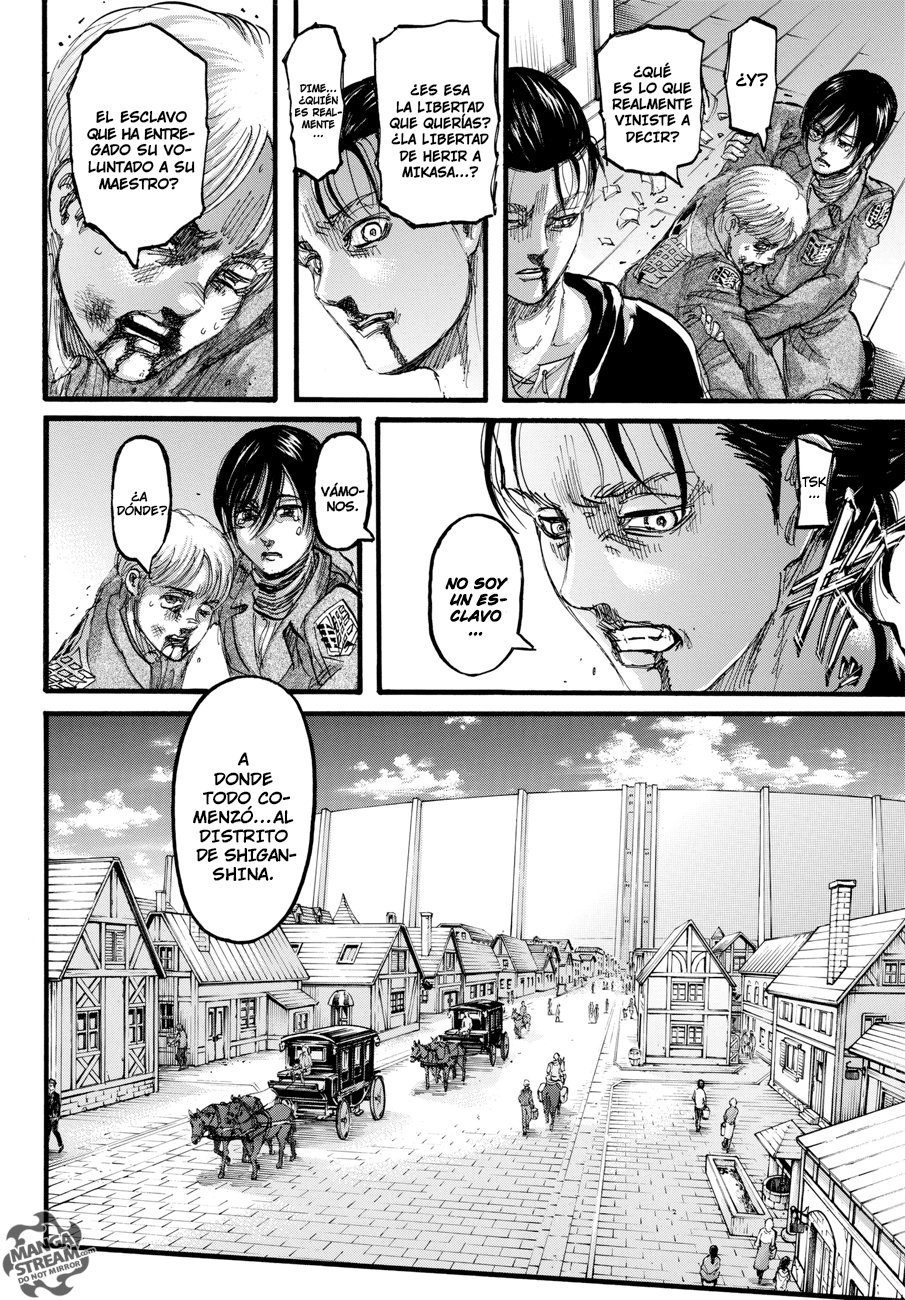 ¿Y?
¿QUÉ
ES LO QUE
REALMENTE
VINISTE A
DECIR?
¿ES ESA
LA LIBERTAD
QUE QUERÍAS?
¿LA LIBERTAD
DE HERIR A
MIKASA...?
DIME...
¿QUIÉN
ES REAL-
MENTE
...
EL ESCLAVO
QUE HA ENTRE-
GADO SU VO-
LUNTADO A SU
MAESTRO?
TSK
...
NO SOY
UN ES-
CLAVO
...
VÁMO-
NOS.
¿A
DÓNDE?
A
DONDE
TODO CO-
MENZÓ...AL
DISTRITO
DE SHIGAN-
SHINA.
MANGA
STREAM.com
DO NOT MIRROR!